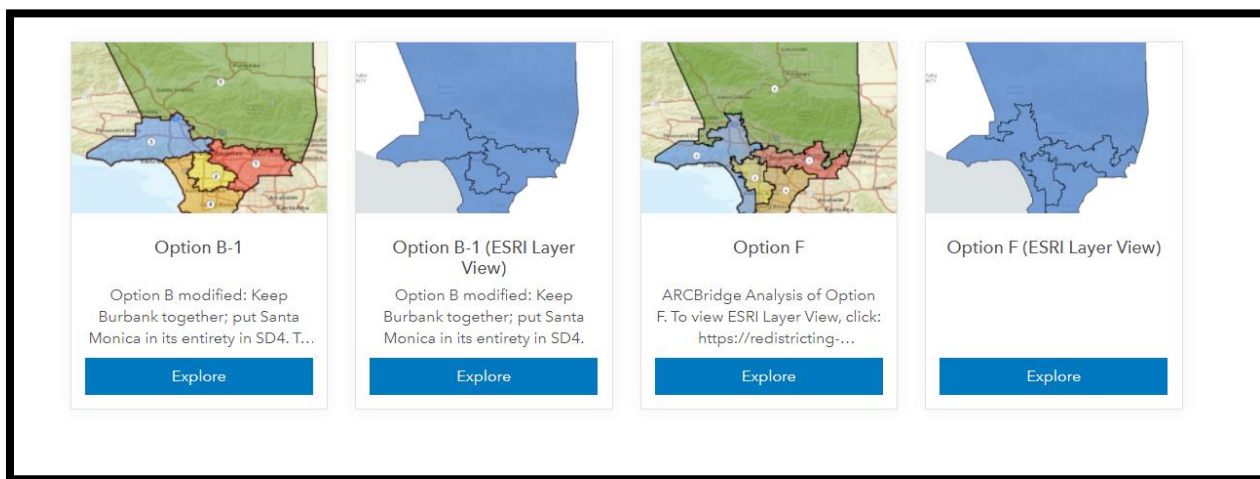 Option B-1
Option B modified: Keep
Burbank together; put Santa
Monica in its entirety in SD4. T...
Explore
Option B-1 (ESRI Layer
View)
Option B modified: Keep
Burbank together; put Santa
Monica in its entirety in SD4.
Explore
Option F
ARCBridge Analysis of Option
F. To view ESRI Layer View, click:
https://redistricting-...
Explore
Option F (ESRI Layer View)
Explore